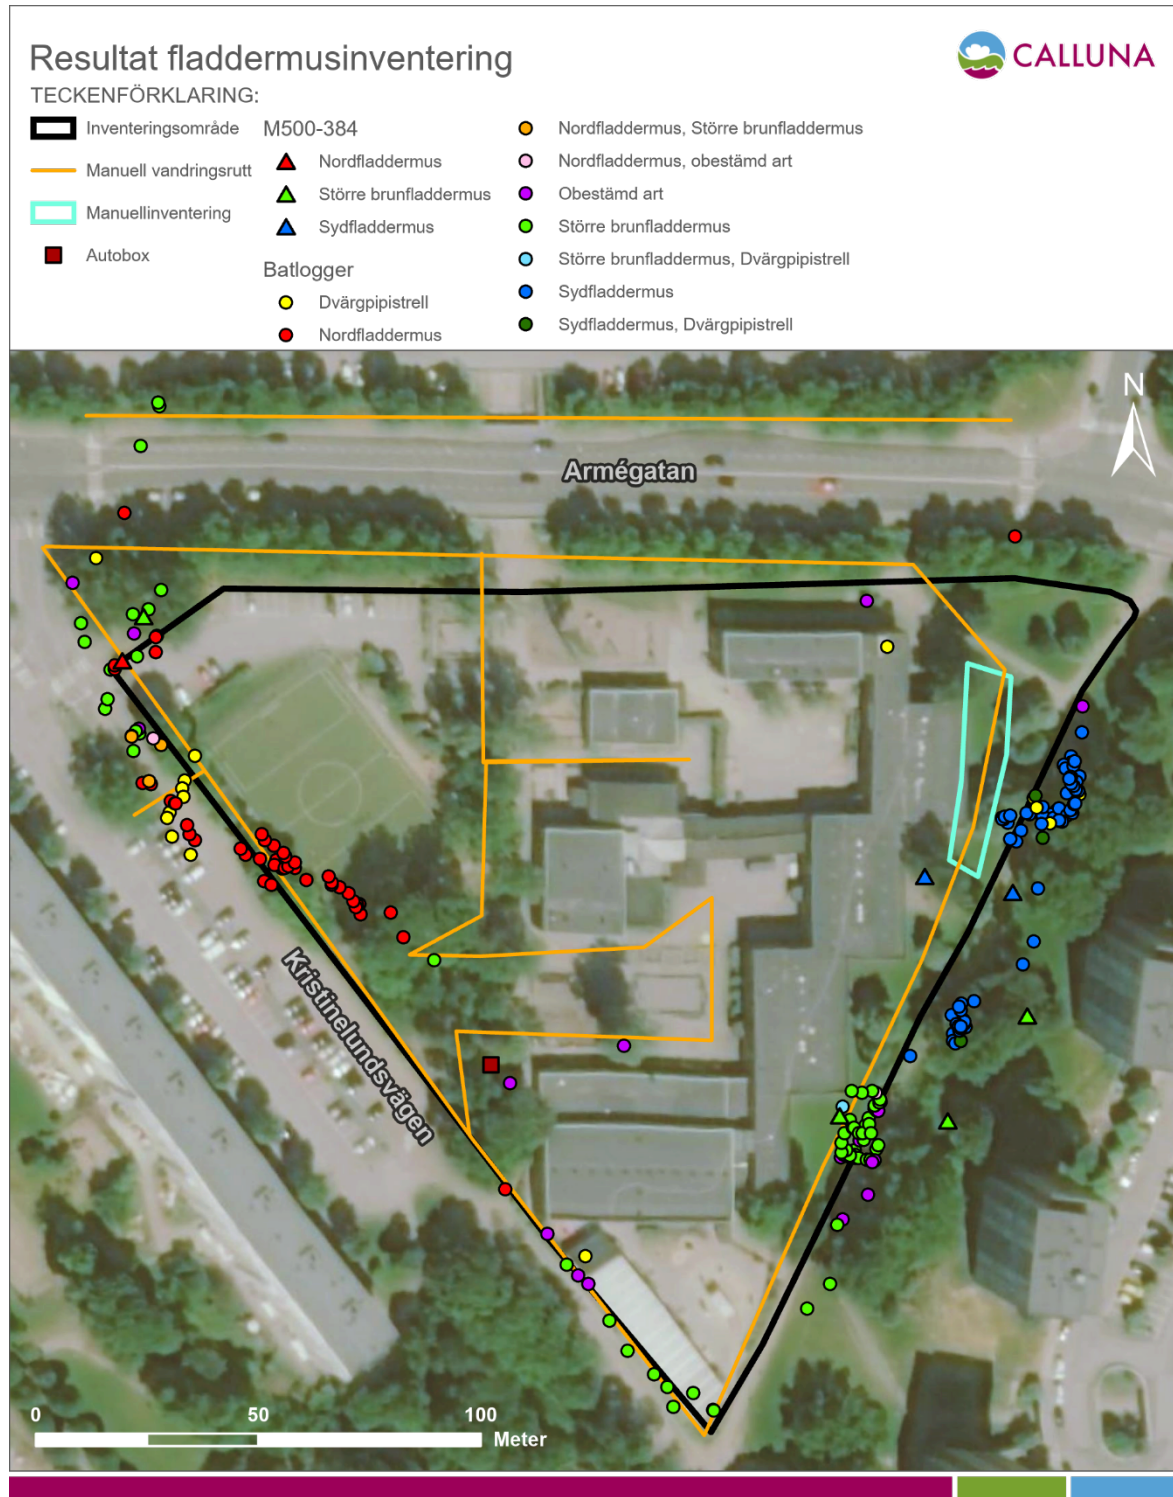 Resultat fladdermusinventering
CALLUNA
TECKENFÖRKLARING:
Inventeringsområde
Manuell vandringsrutt
Manuellinventering
Autobox
M500-384
Nordfladdermus
Större brunfladdermus
Sydfladdermus
Batlogger
Dvärgpipistrell
Nordfladdermus
Nordfladdermus, Större brunfladdermus
Nordfladdermus, obestämd art
Obestämd art
Större brunfladdermus
Större brunfladdermus, Dvärgpipistrell
Sydfladdermus
Sydfladdermus, Dvärgpipistrell
N
Armégatan
Kristinelundsvägen
0 50 100
Meter